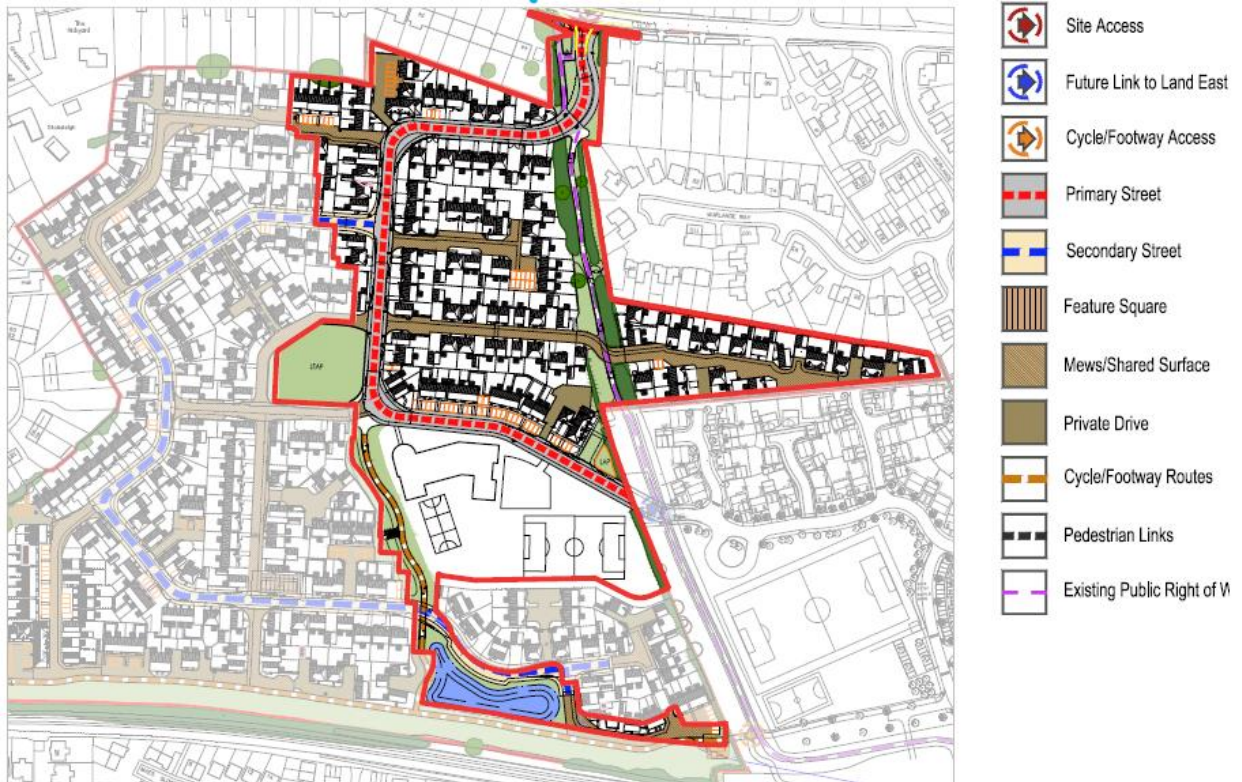 The
LEAP
LAP
Site Access
Future Link to Land East
Cycle/Footway Access
Primary Street
Secondary Street
Feature Square
Mews/Shared Surface
Private Drive
Cycle/Footway Routes
Pedestrian Links
Existing Public Right of W